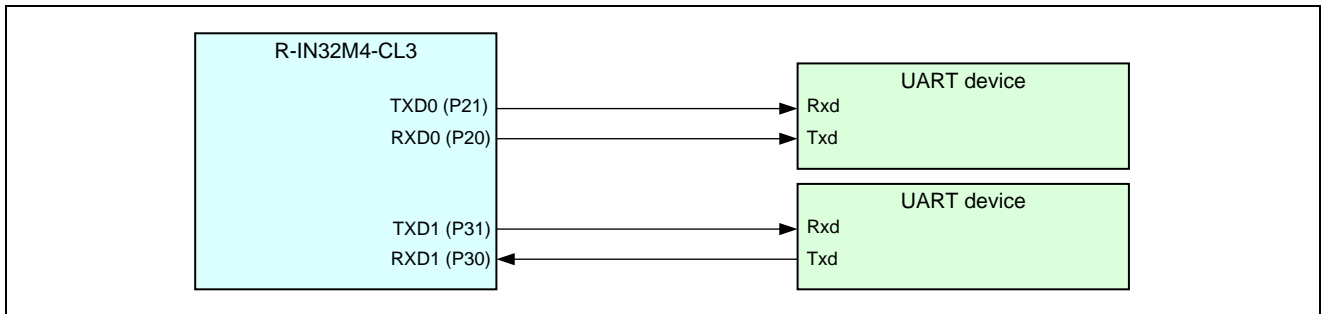 R-IN32M4-CL3
UART device
TXD0 (P21)
Rxd
RXD0 (P20)
Txd
UART device
TXD1 (P31)
Rxd
RXD1 (P30)
Txd